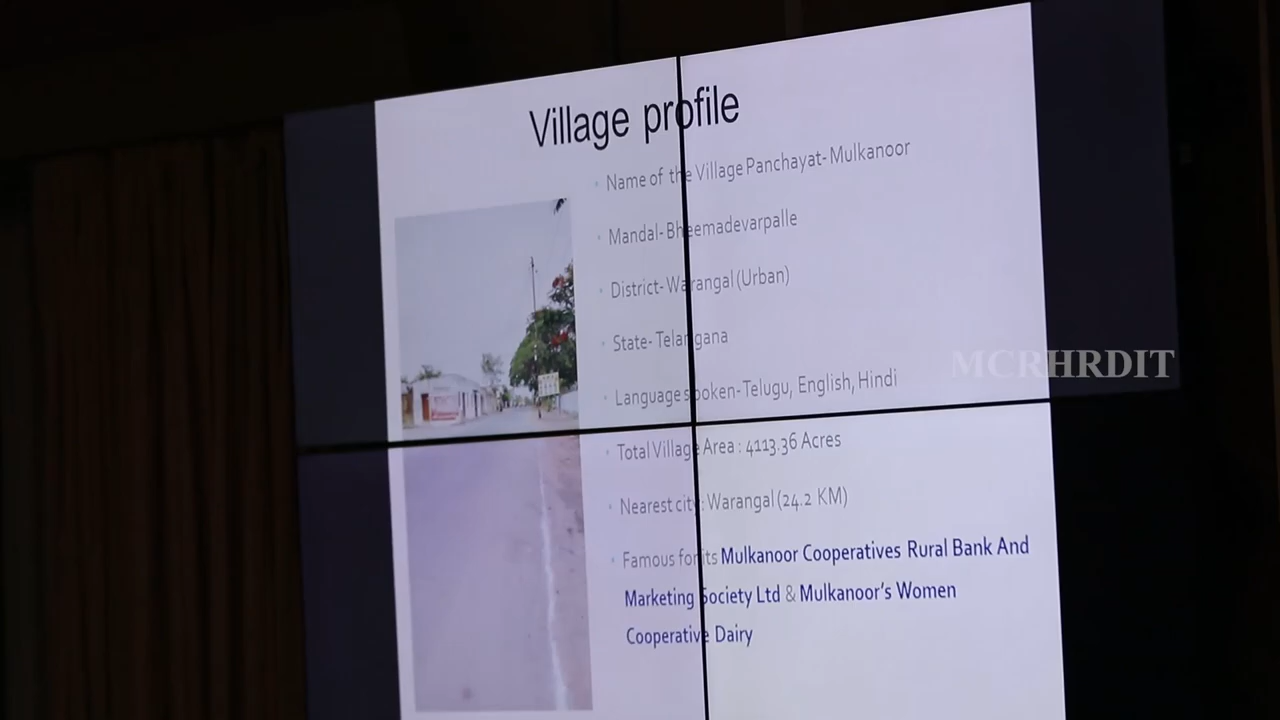 Village profile
Name of the Village Panchayat- Mulkanoor
Mandal- Bheemadevarpalle
District- Warangal (Urban)
State- Telangana
Language spoken- Telugu, English, Hindi
Total Village Area : 4113.36 Acres
Nearest city: Warangal (24.2 KM)
Famous for its Mulkanoor Cooperatives Rural Bank And
Marketing Society Ltd & Mulkanoor's Women
Cooperative Dairy
MCRHRDIT